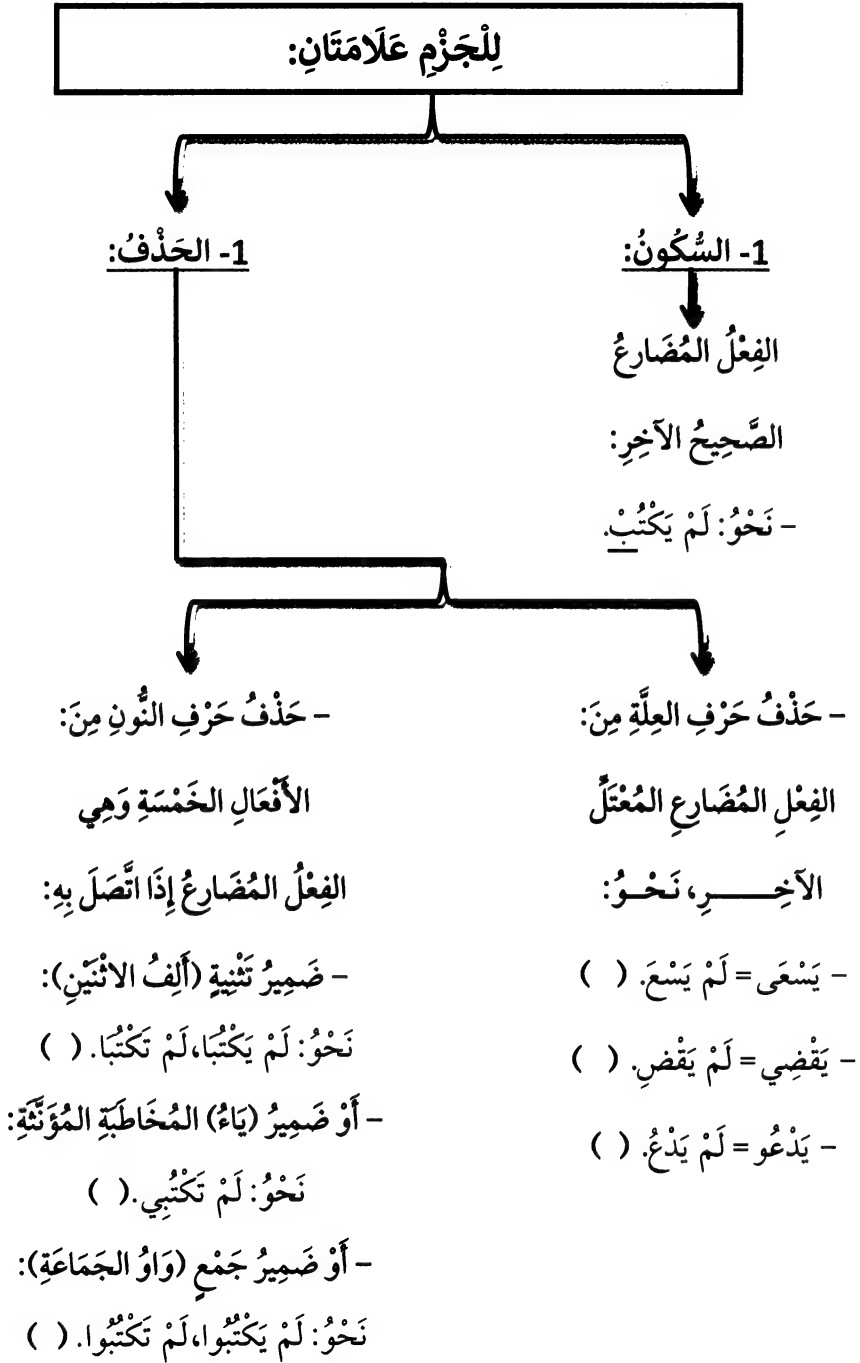 لِلْجَزْمِ عَلَامَتَانِ:
1- السُّكُونُ:
الفِعْلُ المُضَارِعُ
الصَّحِيحُ الآخِرِ:
– نَحْوُ: لَمْ يَكْتُبْ.
1- الحَذْفُ:
– حَذْفُ حَرْفِ العِلَّةِ مِنَ:
الفِعْلِ المُضَارِعِ المُعْتَلِّ
الآخِـــــرِ، نَحْـوُ:
– يَسْعَى = لَمْ يَسْعَ. ( )
– يَقْضِي = لَمْ يَقْضِ. ( )
– يَدْعُو = لَمْ يَدْعُ. ( )
– حَذْفُ حَرْفِ النُّونِ مِنَ:
الأَفْعَالِ الخَمْسَةِ وَهِي
الفِعْلُ المُضَارِعُ إِذَا اتَّصَلَ بِهِ:
– ضَمِيرُ تَثْنِيةٍ (أَلِفُ الاثْنَيْنِ):
نَحْوُ: لَمْ يَكْتُبَا، لَمْ تَكْتُبَا. ( )
– أَوْ ضَمِيرُ (يَاءُ) المُخَاطَبَةِ المُؤَنَّثَةِ:
نَحْوُ: لَمْ تَكْتُبِي. ( )
– أَوْ ضَمِيرُ جَمْعٍ (وَاوُ الجَمَاعَةِ):
نَحْوُ: لَمْ يَكْتُبُوا، لَمْ تَكْتُبُوا. ( )